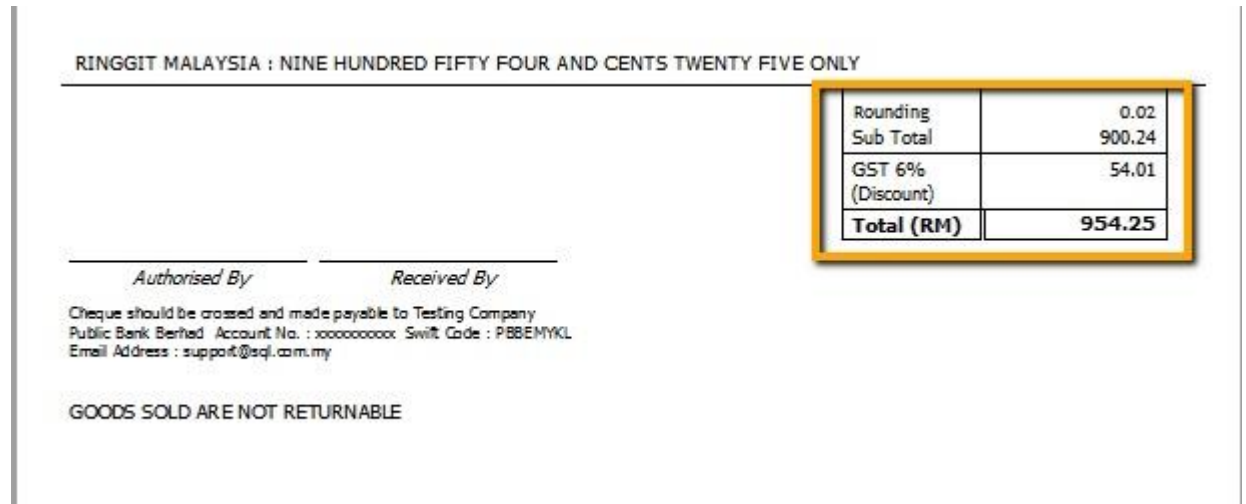 RINGGIT MALAYSIA : NINE HUNDRED FIFTY FOUR AND CENTS TWENTY FIVE ONLY
Rounding 0.02
Sub Total 900.24
GST 6% 54.01
(Discount)
Total (RM) 954.25
Authorised By Received By
Cheque should be crossed and made payable to Testing Company
Public Bank Berhad Account No. : xxxxxxxxxxx Swift Code : PBBEMYKL
Email Address : support@sql.com.my
GOODS SOLD ARE NOT RETURNABLE